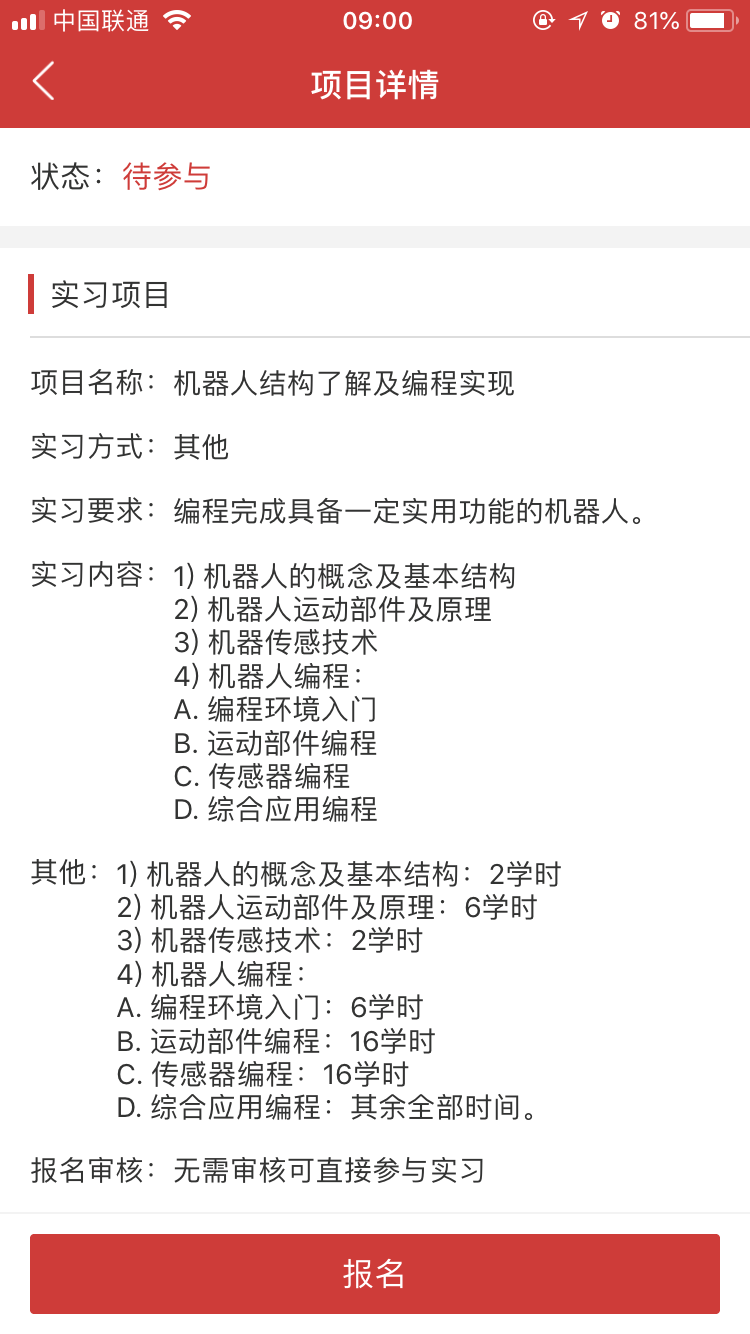 中国联通 09:00 81%
项目详情
状态：待参与
实习项目
项目名称：机器人结构了解及编程实现
实习方式：其他
实习要求：编程完成具备一定实用功能的机器人。
实习内容：1) 机器人的概念及基本结构
2) 机器人运动部件及原理
3) 机器传感技术
4) 机器人编程：
A. 编程环境入门
B. 运动部件编程
C. 传感器编程
D. 综合应用编程
其他：1) 机器人的概念及基本结构：2学时
2) 机器人运动部件及原理：6学时
3) 机器传感技术：2学时
4) 机器人编程：
A. 编程环境入门：6学时
B. 运动部件编程：16学时
C. 传感器编程：16学时
D. 综合应用编程：其余全部时间。
报名审核：无需审核可直接参与实习
报名